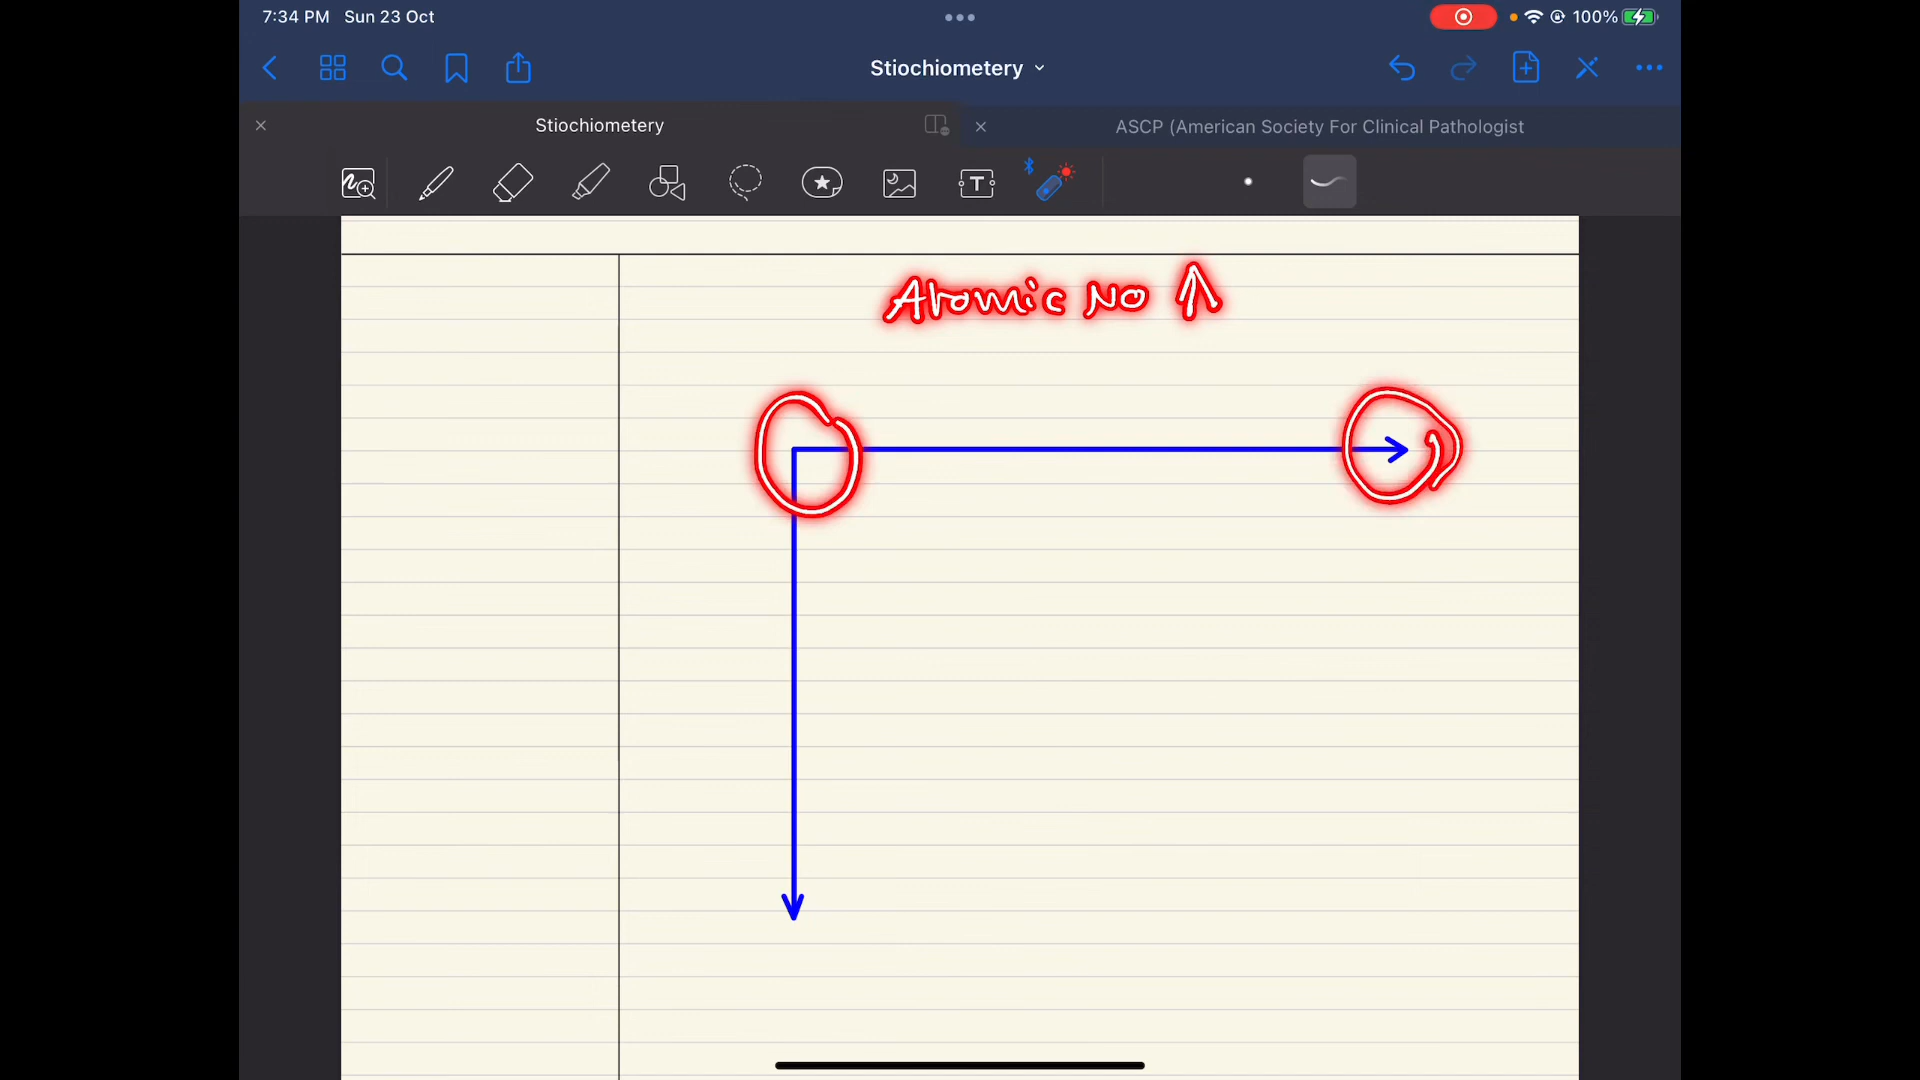 7:34 PM Sun 23 Oct 100%
Stiochiometery
Stiochiometery ASCP (American Society For Clinical Pathologist
T
Atomic No ↑